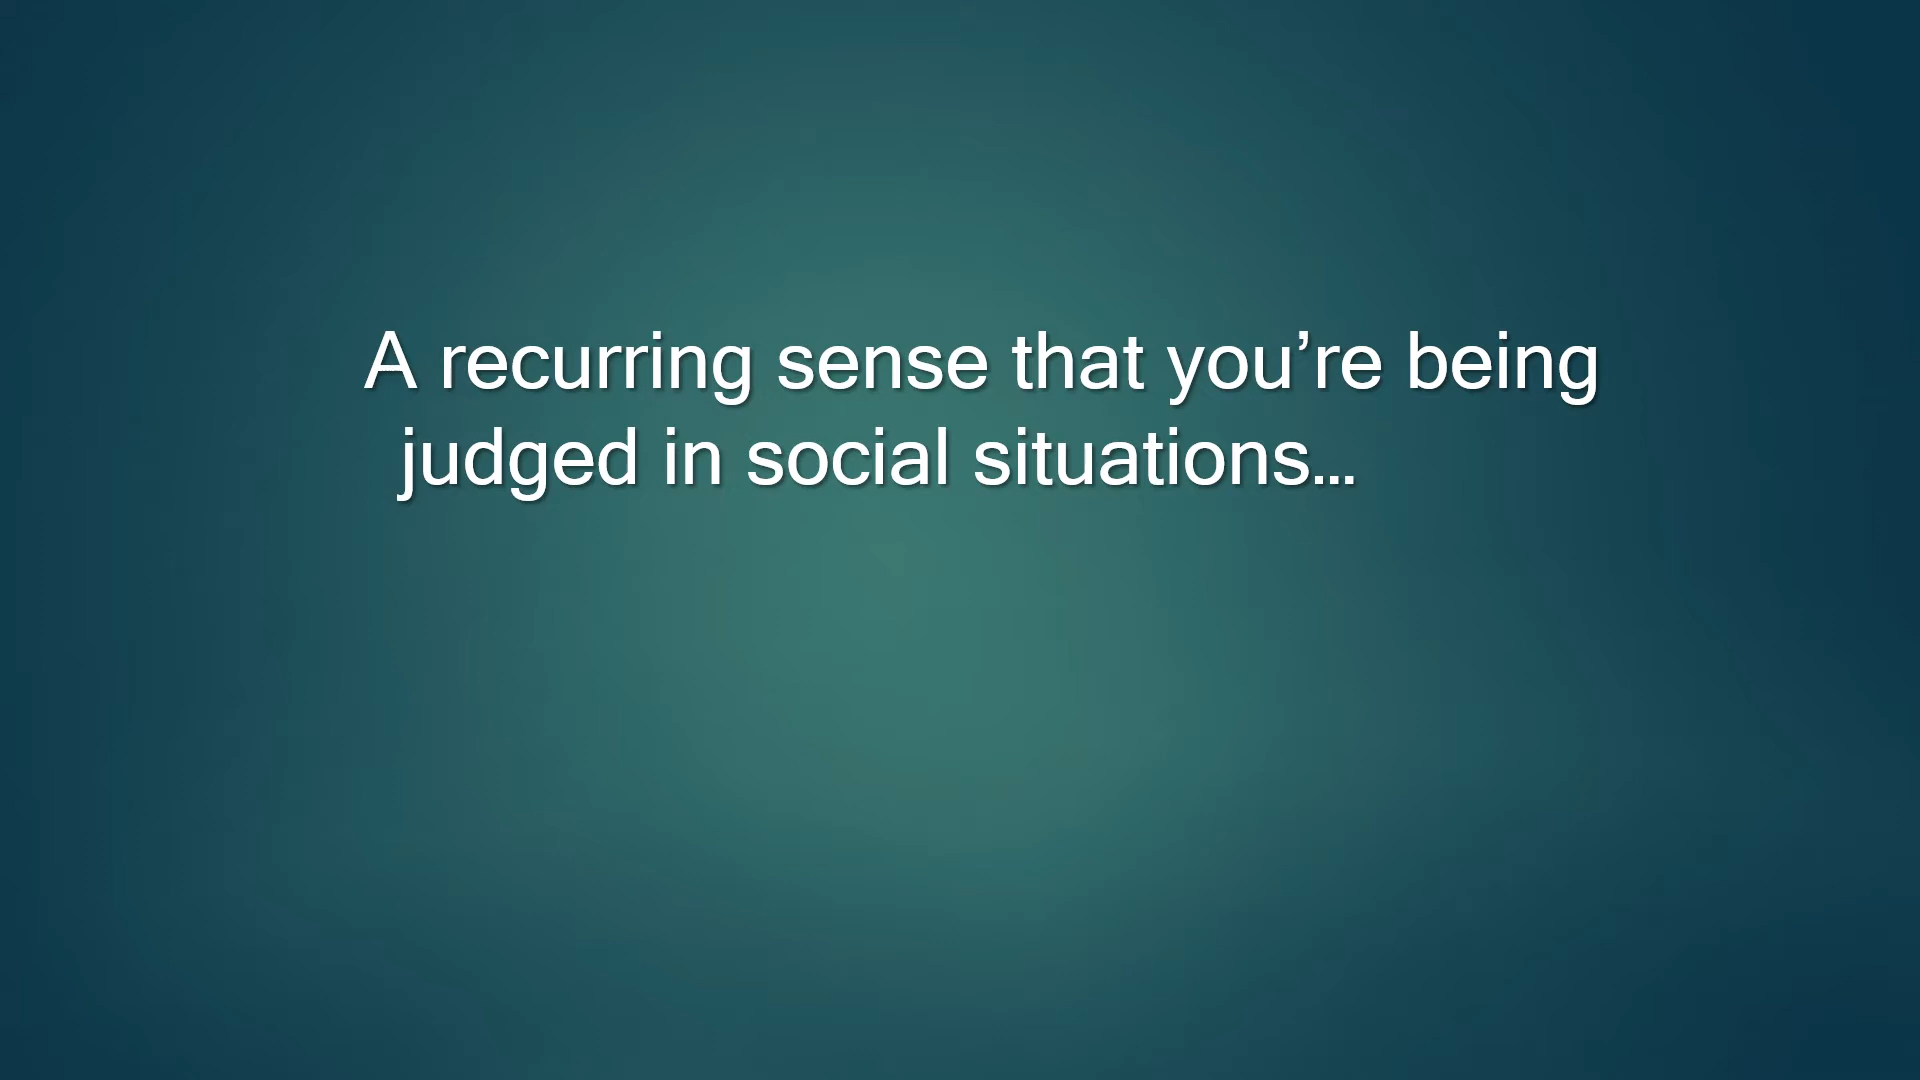 A recurring sense that you’re being
judged in social situations...